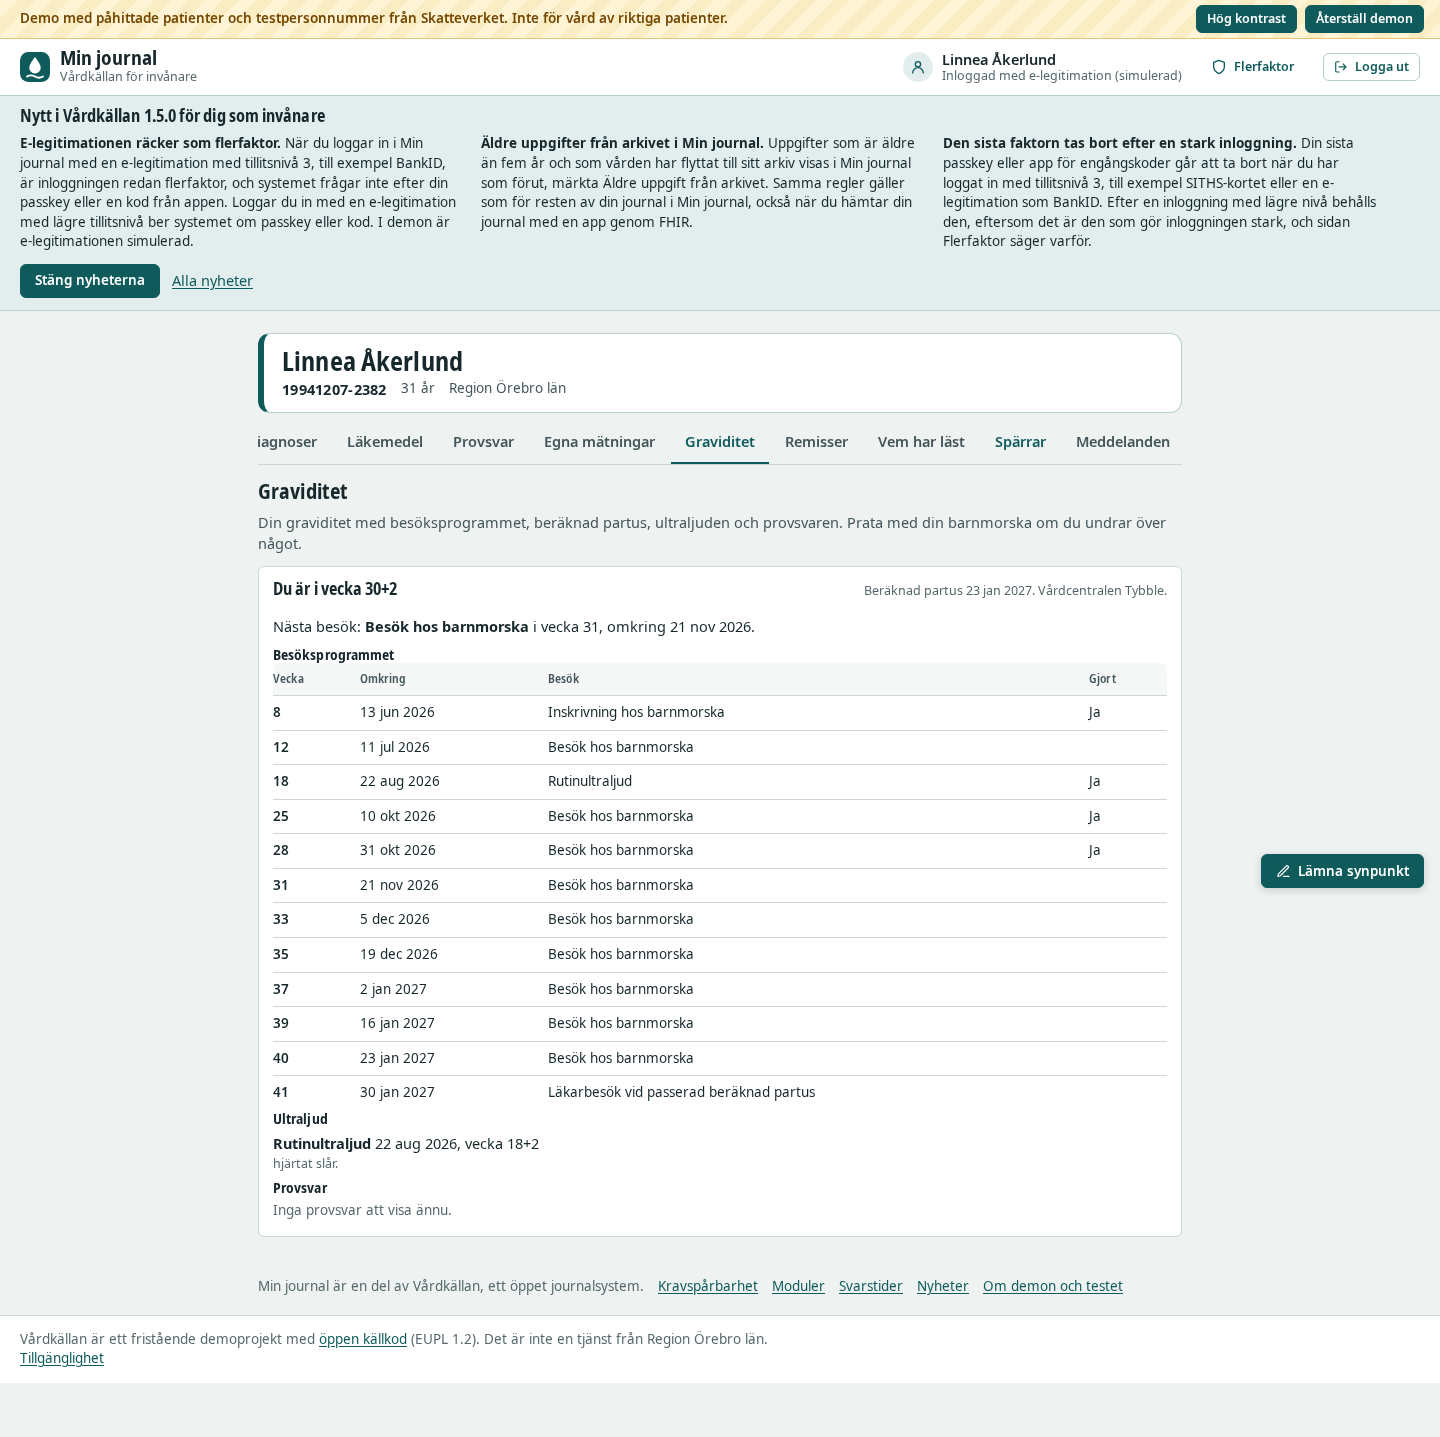 Demo med påhittade patienter och testpersonnummer från Skatteverket. Inte för vård av riktiga patienter.
Hög kontrast
Återställ demon
Min journal
Vårdkällan för invånare
Linnea Åkerlund
Inloggad med e-legitimation (simulerad)
Flerfaktor
Logga ut
Nytt i Vårdkällan 1.5.0 för dig som invånare
E-legitimationen räcker som flerfaktor. När du loggar in i Min
journal med en e-legitimation med tillitsnivå 3, till exempel BankID,
är inloggningen redan flerfaktor, och systemet frågar inte efter din
passkey eller en kod från appen. Loggar du in med en e-legitimation
med lägre tillitsnivå ber systemet om passkey eller kod. I demon är
e-legitimationen simulerad.
Äldre uppgifter från arkivet i Min journal. Uppgifter som är äldre
än fem år och som vården har flyttat till sitt arkiv visas i Min journal
som förut, märkta Äldre uppgift från arkivet. Samma regler gäller
som för resten av din journal i Min journal, också när du hämtar din
journal med en app genom FHIR.
Den sista faktorn tas bort efter en stark inloggning. Din sista
passkey eller app för engångskoder går att ta bort när du har
loggat in med tillitsnivå 3, till exempel SITHS-kortet eller en e-
legitimation som BankID. Efter en inloggning med lägre nivå behålls
den, eftersom det är den som gör inloggningen stark, och sidan
Flerfaktor säger varför.
Stäng nyheterna
Alla nyheter
Linnea Åkerlund
19941207-2382 31 år Region Örebro län
iagnoser Läkemedel Provsvar Egna mätningar Graviditet Remisser Vem har läst Spärrar Meddelanden
Graviditet
Din graviditet med besöksprogrammet, beräknad partus, ultraljuden och provsvaren. Prata med din barnmorska om du undrar över
något.
Du är i vecka 30+2
Beräknad partus 23 jan 2027. Vårdcentralen Tybble.
Nästa besök: Besök hos barnmorska i vecka 31, omkring 21 nov 2026.
Besöksprogrammet
Vecka Omkring Besök Gjort
8 13 jun 2026 Inskrivning hos barnmorska Ja
12 11 jul 2026 Besök hos barnmorska
18 22 aug 2026 Rutinultraljud Ja
25 10 okt 2026 Besök hos barnmorska Ja
28 31 okt 2026 Besök hos barnmorska Ja
31 21 nov 2026 Besök hos barnmorska
33 5 dec 2026 Besök hos barnmorska
35 19 dec 2026 Besök hos barnmorska
37 2 jan 2027 Besök hos barnmorska
39 16 jan 2027 Besök hos barnmorska
40 23 jan 2027 Besök hos barnmorska
41 30 jan 2027 Läkarbesök vid passerad beräknad partus
Ultraljud
Rutinultraljud 22 aug 2026, vecka 18+2
hjärtat slår.
Provsvar
Inga provsvar att visa ännu.
Lämna synpunkt
Min journal är en del av Vårdkällan, ett öppet journalsystem. Kravspårbarhet Moduler Svarstider Nyheter Om demon och testet
Vårdkällan är ett fristående demoprojekt med öppen källkod (EUPL 1.2). Det är inte en tjänst från Region Örebro län.
Tillgänglighet